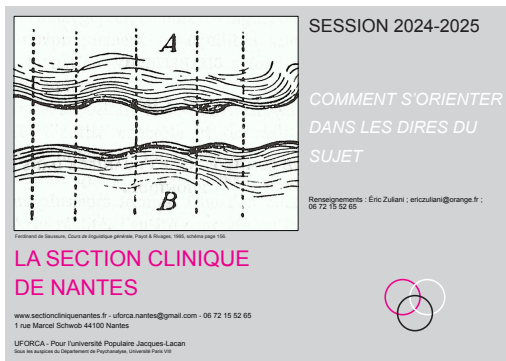 A
B
Ferdinand de Saussure, Cours de linguistique générale, Payot & Rivages, 1995, schéma page 156.
SESSION 2024-2025
COMMENT S'ORIENTER
DANS LES DIRES DU
SUJET
Renseignements : Éric Zuliani ; ericzuliani@orange.fr ;
06 72 15 52 65
LA SECTION CLINIQUE
DE NANTES
www.sectioncliniquenantes.fr - uforca.nantes@gmail.com - 06 72 15 52 65
1 rue Marcel Schwob 44100 Nantes
UFORCA - Pour l'université Populaire Jacques-Lacan
Sous les auspices du Département de Psychanalyse, Université Paris VIII